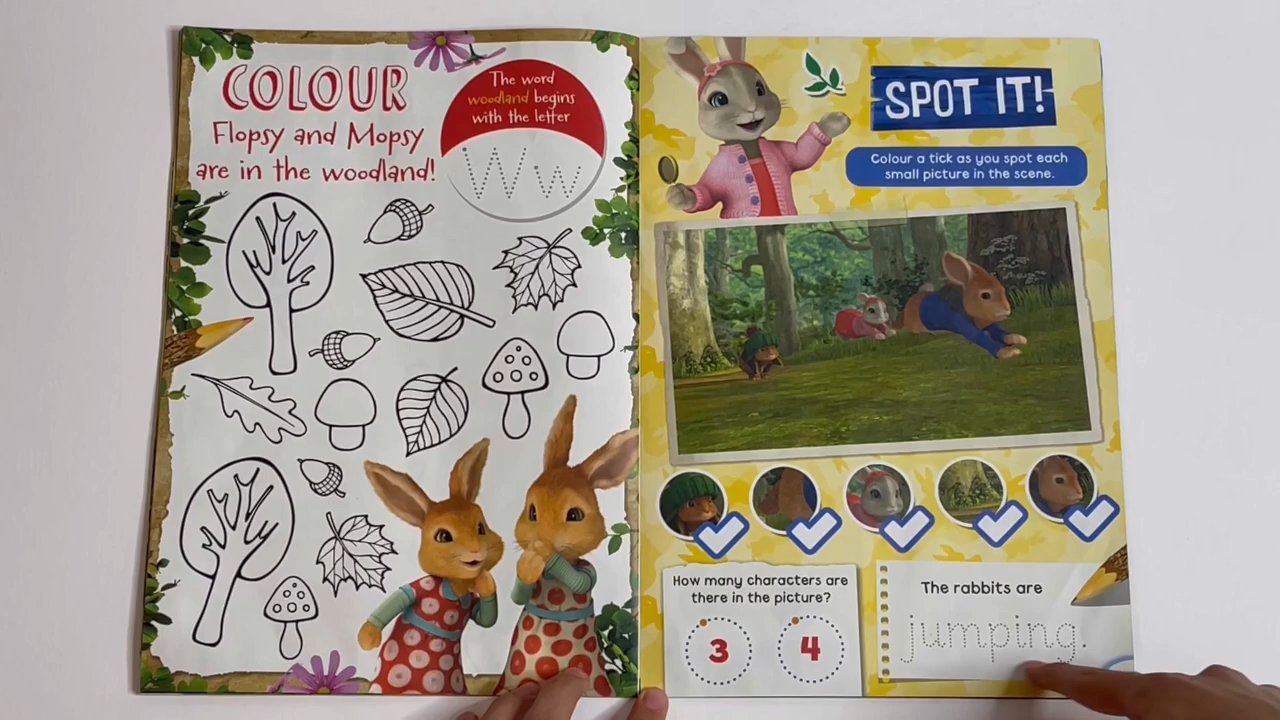 COLOUR
Flopsy and Mopsy
are in the woodland!
The word
woodland begins
with the letter
W w
SPOT IT!
Colour a tick as you spot each
small picture in the scene.
How many characters are
there in the picture?
3 4
The rabbits are
jumping.